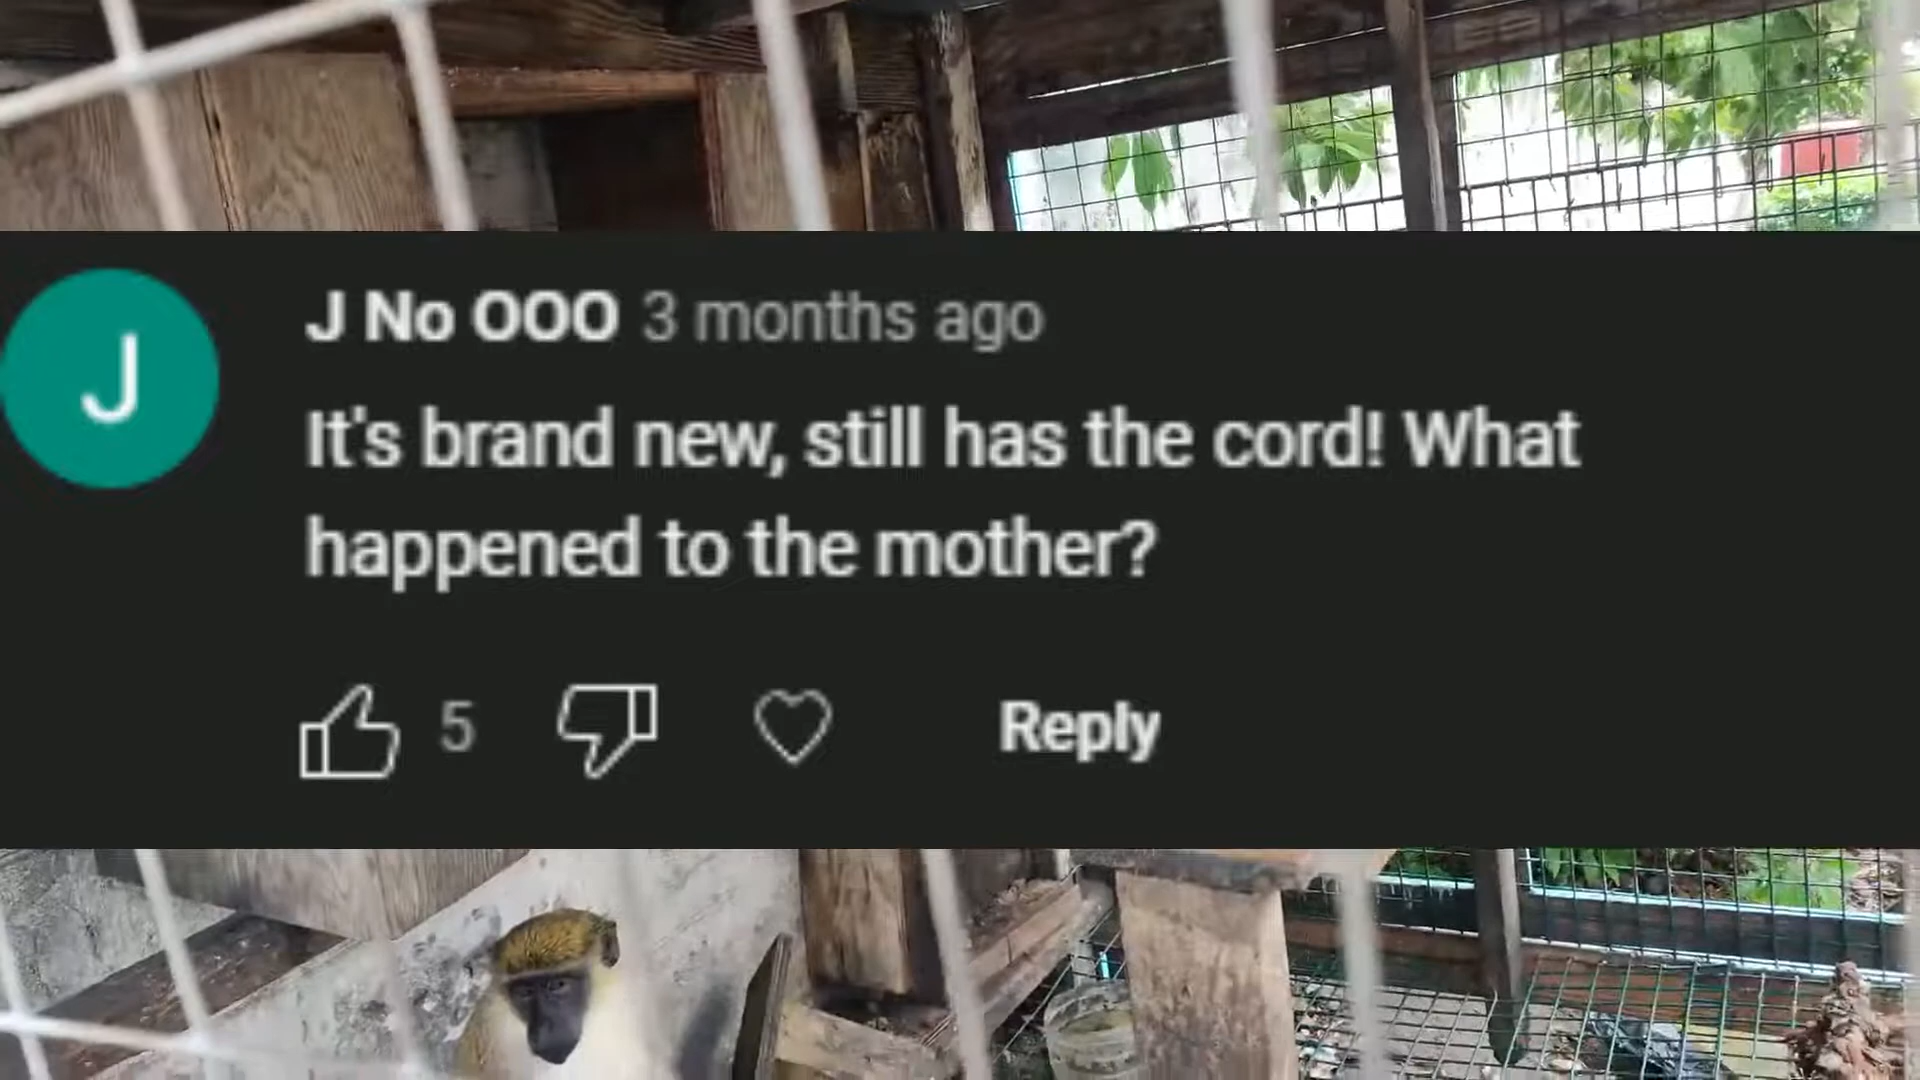 J
J No OOO 3 months ago
It's brand new, still has the cord! What
happened to the mother?
5
Reply